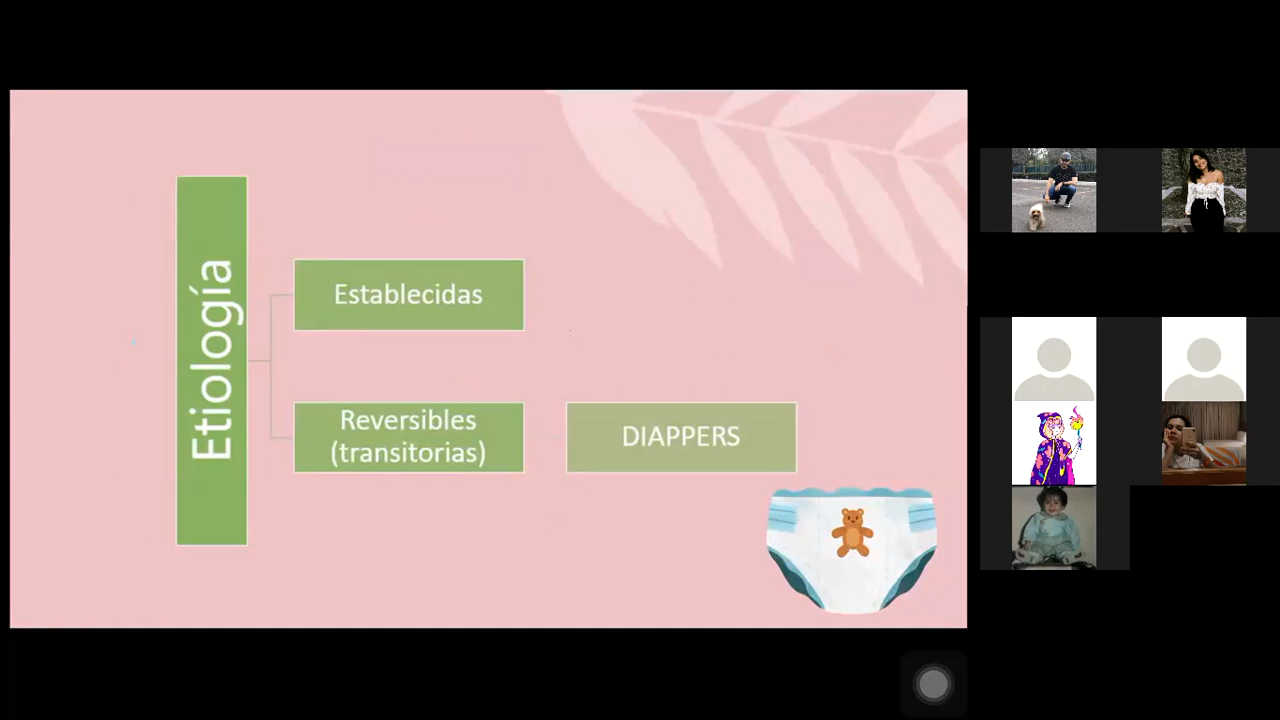 Etiología
Establecidas
Reversibles
(transitorias)
DIAPPERS